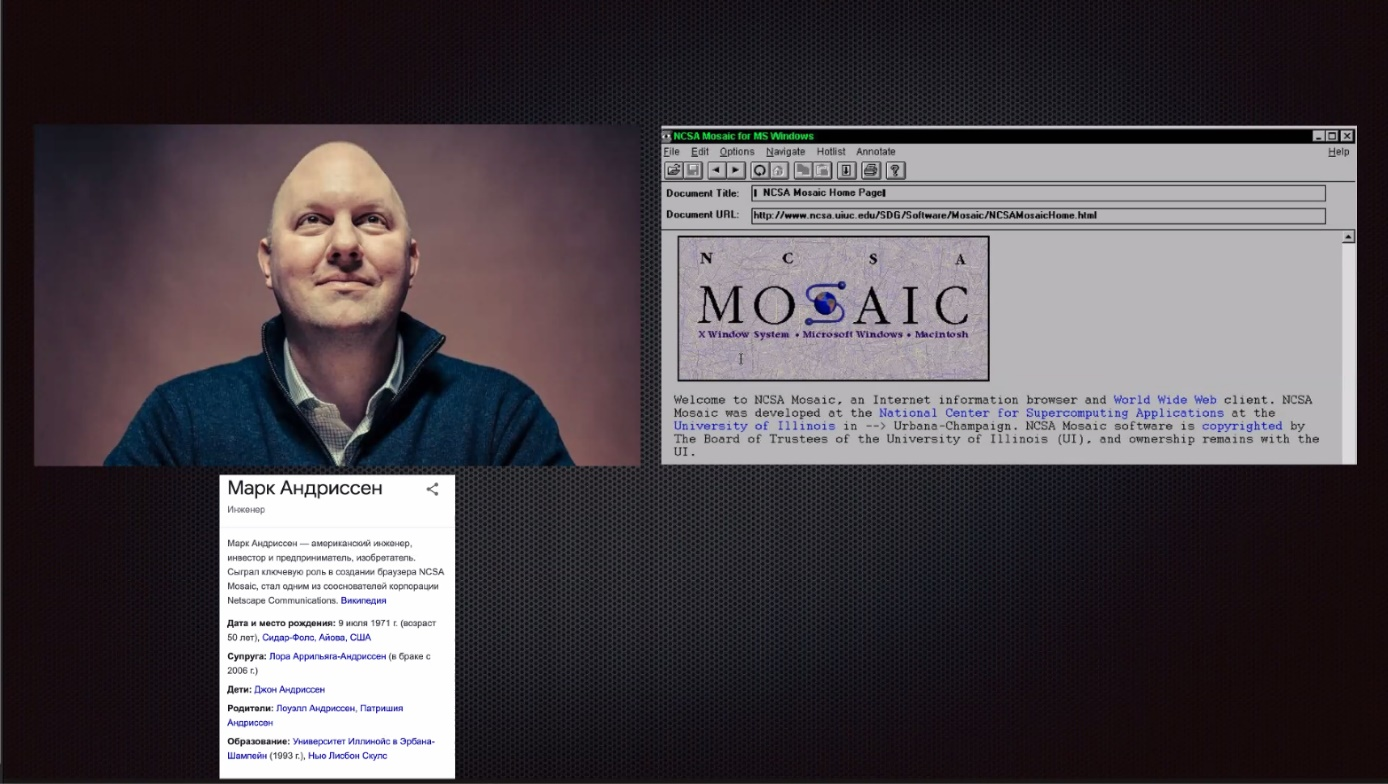 NCSA Mosaic for MS Windows
File Edit Options Navigate Hotlist Annotate Help
Document Title: NCSA Mosaic Home Page
Document URL: http://www.ncsa.uiuc.edu/SDG/Software/Mosaic/NCSAMosaicHome.html
N C S A
MOSAIC
X Window System • Microsoft Windows • Macintosh
Welcome to NCSA Mosaic, an Internet information browser and World Wide Web client. NCSA
Mosaic was developed at the National Center for Supercomputing Applications at the
University of Illinois in --> Urbana-Champaign. NCSA Mosaic software is copyrighted by
The Board of Trustees of the University of Illinois (UI), and ownership remains with the
UI.
Марк Андриссен
Инженер
Марк Андриссен — американский инженер,
инвестор и предприниматель, изобретатель.
Сыграл ключевую роль в создании браузера NCSA
Mosaic, стал одним из сооснователей корпорации
Netscape Communications. Википедия
Дата и место рождения: 9 июля 1971 г. (возраст
50 лет), Сидар-Фолс, Айова, США
Супруга: Лора Аррильяга-Андриссен (в браке с
2006 г.)
Дети: Джон Андриссен
Родители: Лоуэлл Андриссен, Патришия
Андриссен
Образование: Университет Иллинойс в Эрбана-
Шампейн (1993 г.), Нью Лисбон Скулс